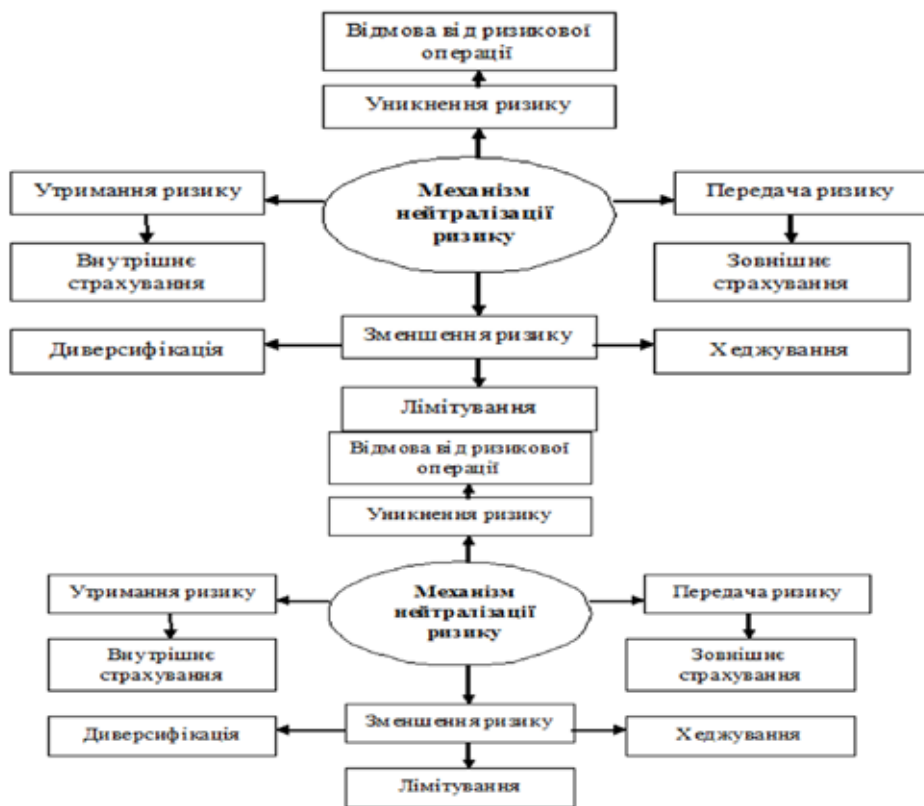 Відмова від ризикової
операції
Уникнення ризику
Утримання ризику
Механізм
нейтралізації
ризику
Передача ризику
Внутрішнє
страхування
Зовнішнє
страхування
Диверсифікація
Зменшення ризику
Хеджування
Лімітування
Відмова від ризикової
операції
Уникнення ризику
Утримання ризику
Механізм
нейтралізації
ризику
Передача ризику
Внутрішнє
страхування
Зовнішнє
страхування
Диверсифікація
Зменшення ризику
Хеджування
Лімітування